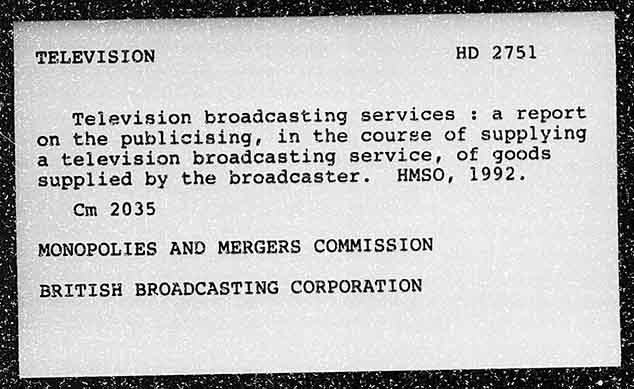 TELEVISION HD 2751
Television broadcasting services : a report
on the publicising, in the course of supplying
a television broadcasting service, of goods
supplied by the broadcaster. HMSO, 1992.
Cm 2035
MONOPOLIES AND MERGERS COMMISSION
BRITISH BROADCASTING CORPORATION